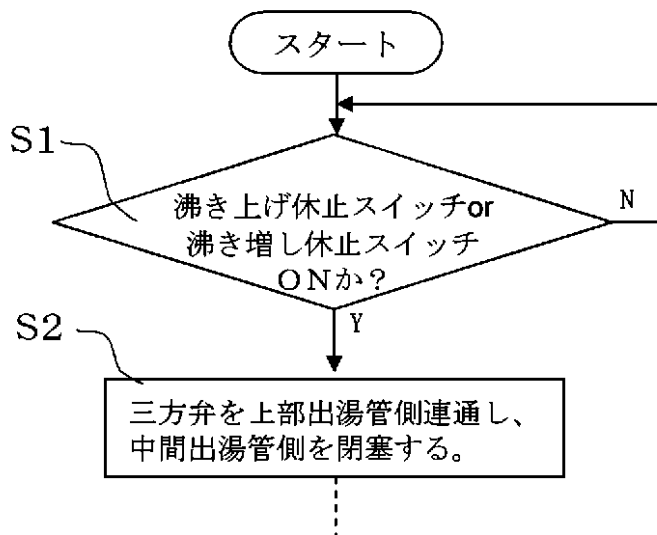 スタート
S1
沸き上げ休止スイッチor
沸き増し休止スイッチ
ＯＮか？
N
Y
S2
三方弁を上部出湯管側連通し、
中間出湯管側を閉塞する。